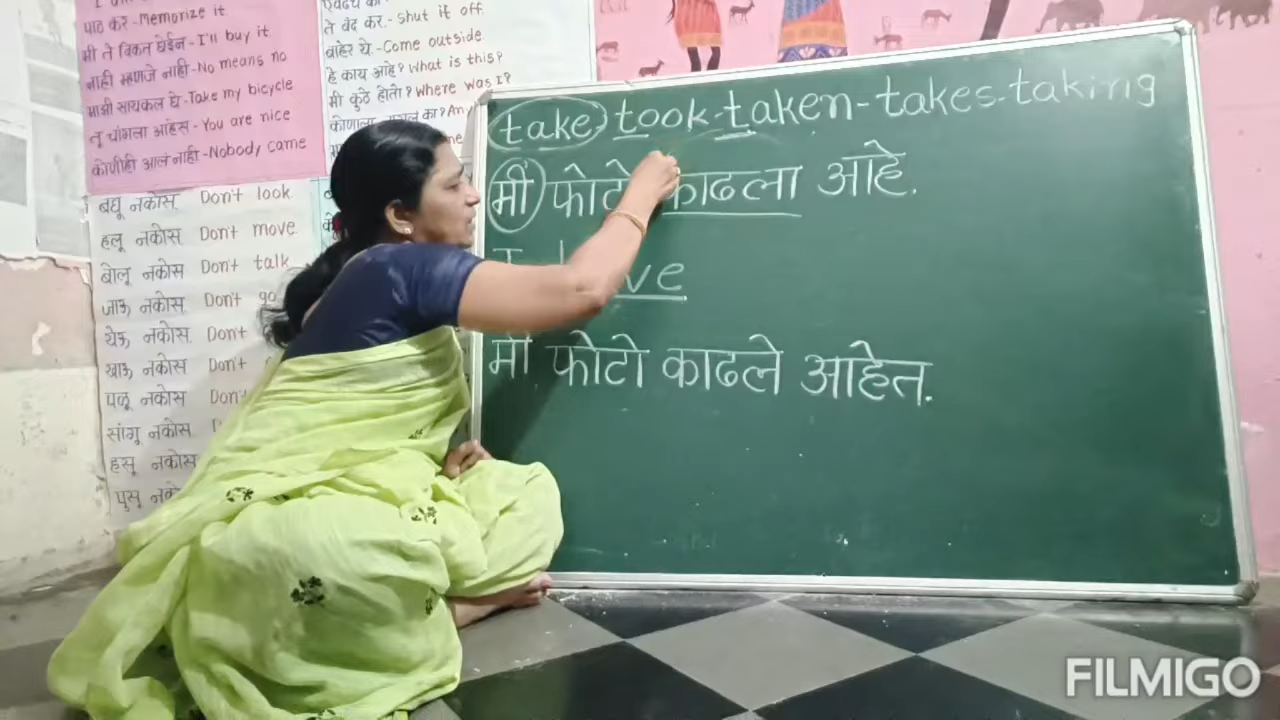 पाठ कर - Memorize it
मी ते विकत घेईन - I'll buy it
नाही म्हणजे नाही - No means no
माझी सायकल घे - Take my bicycle
तू चांगला आहेस - You are nice
कोणीही आलं नाही - Nobody came
ते बंद कर. - Shut it off
बाहेर ये - Come outside
हे काय आहे? What is this?
मी कुठे होतो? Where was I?
बघू नकोस. Don't look
हलू नकोस. Don't move
बोलू नकोस. Don't talk
जाऊ नकोस. Don't go
येऊ नकोस. Don't
खाऊ नकोस. Don't
पळू नकोस. Don't
सांगू नकोस.
हसू नकोस
पुसू
take) took-taken-takes-taking
मी फोटो काढला आहे.
I
मी फोटो काढले आहेत.
FILMIGO